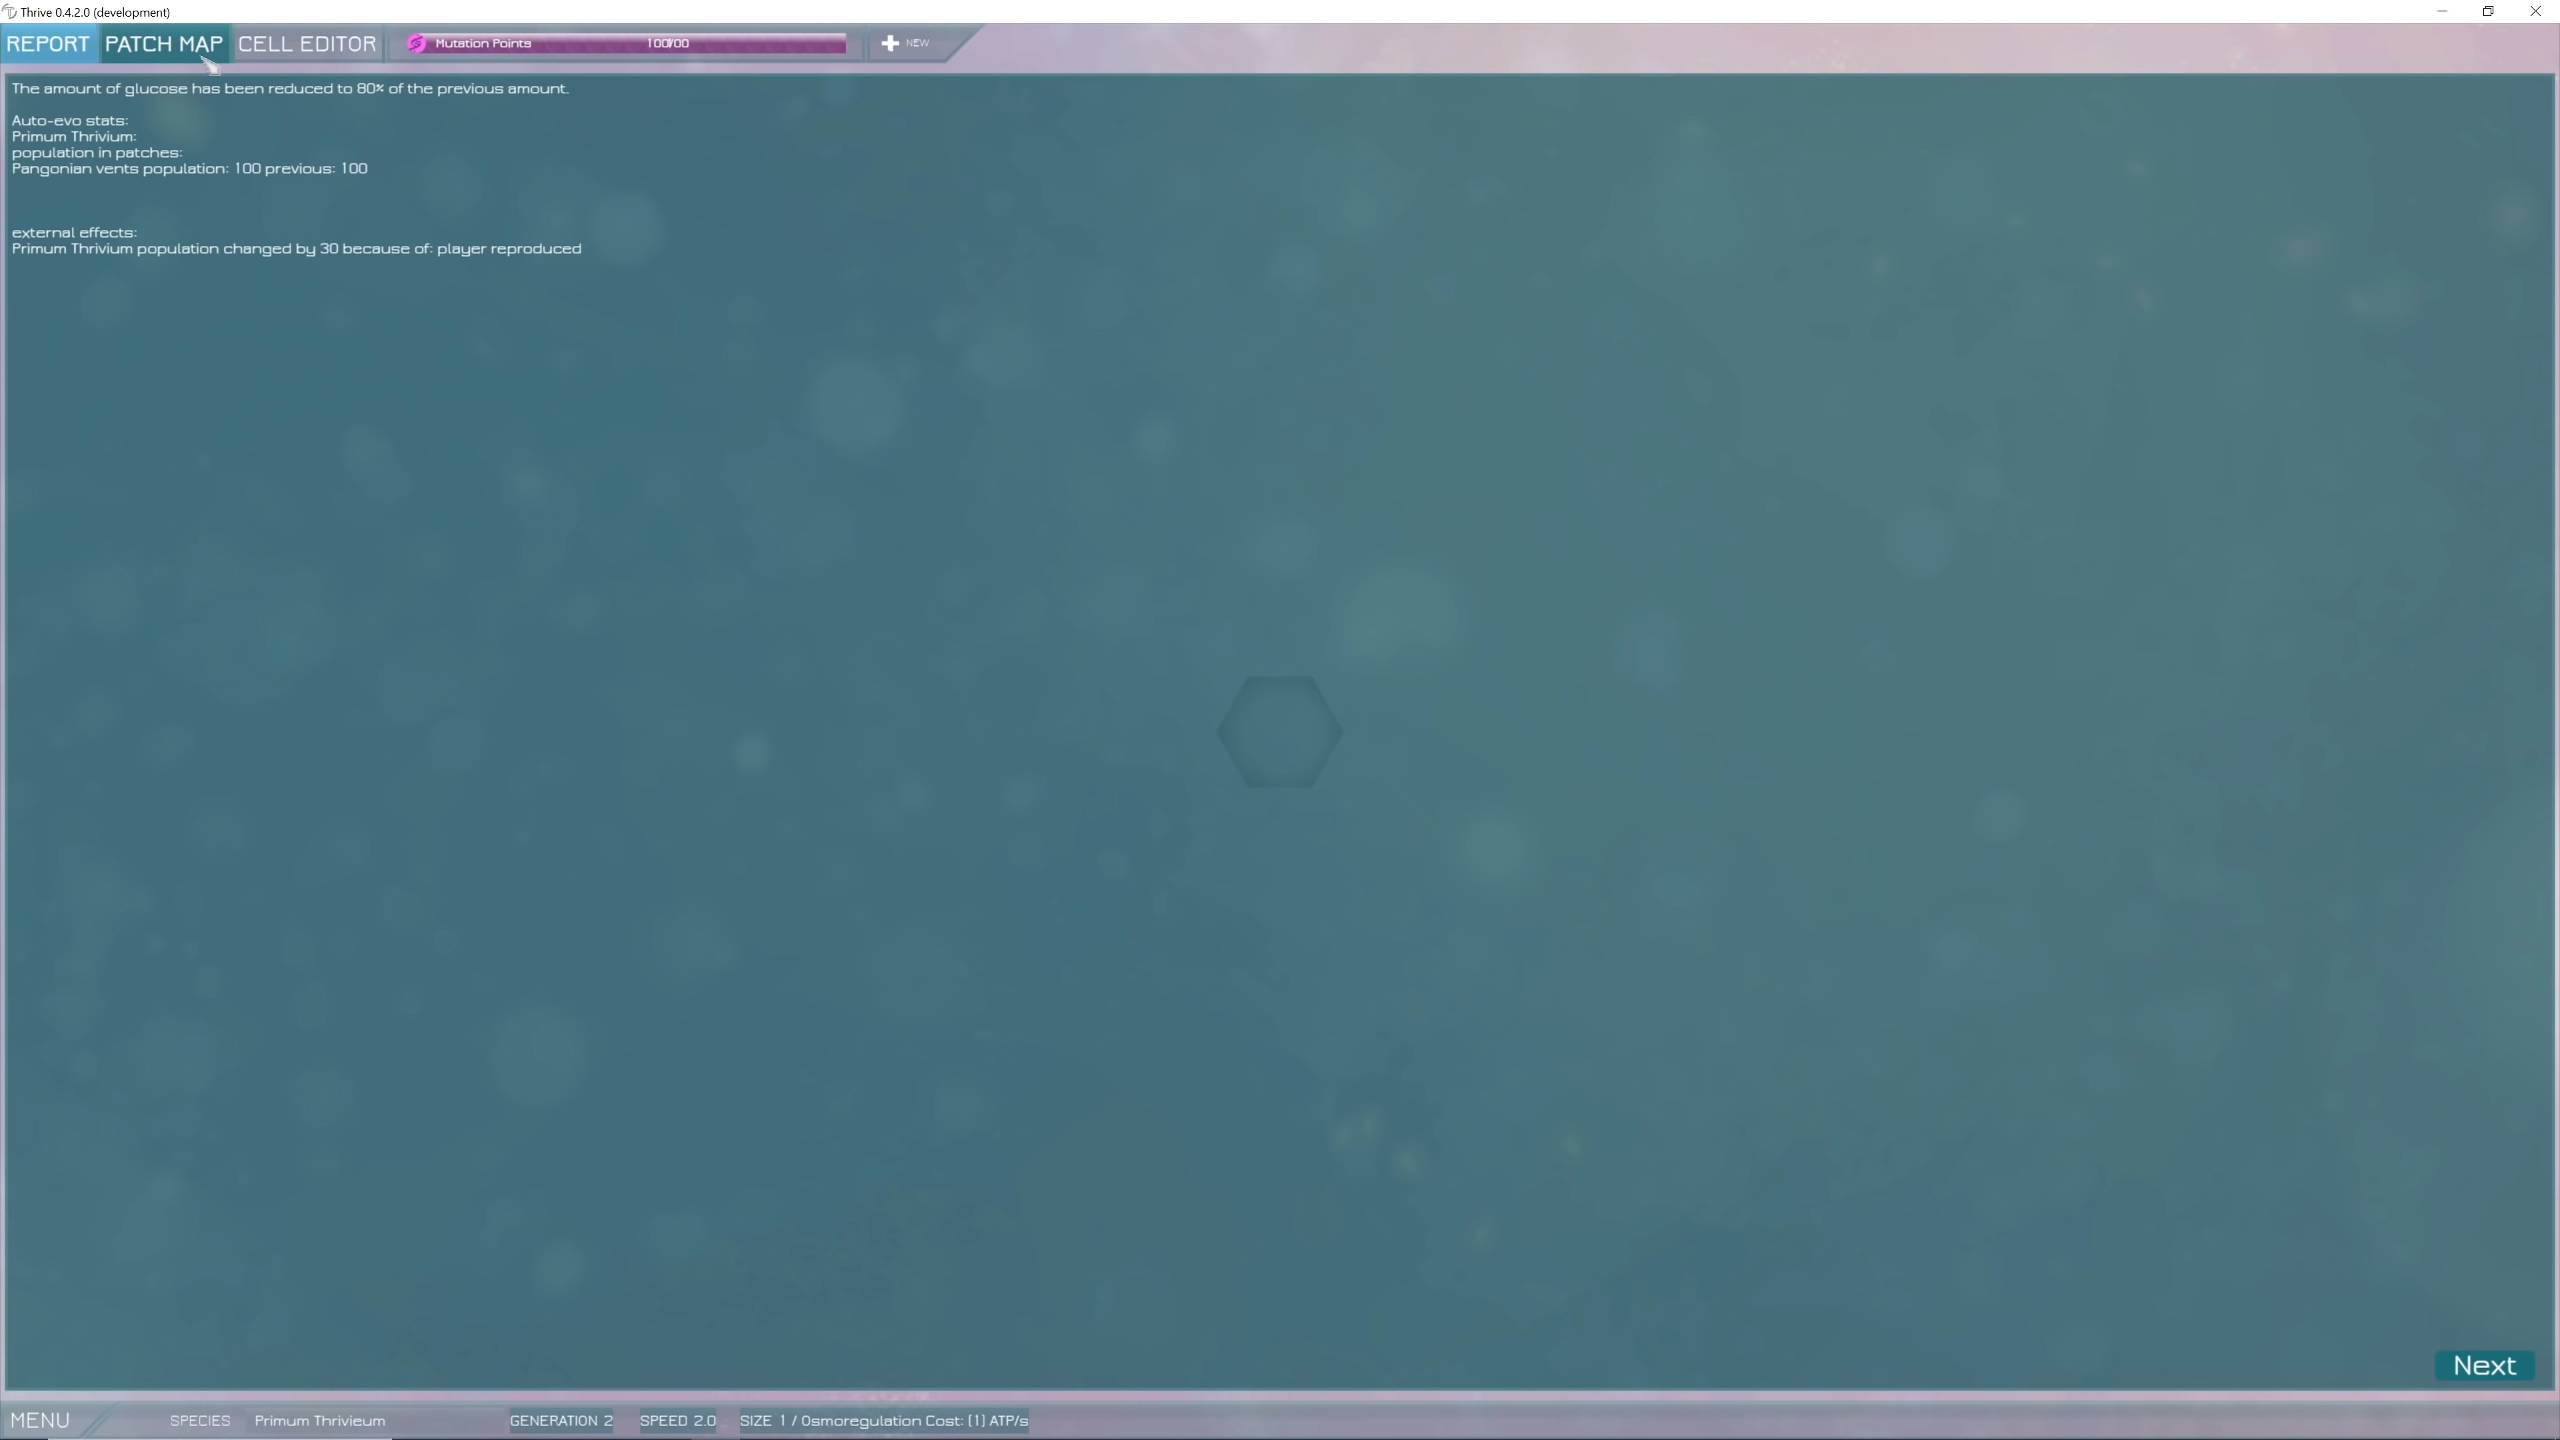 Thrive 0.4.2.0 (development)
REPORT PATCH MAP CELL EDITOR Mutation Points 100/00 NEW
The amount of glucose has been reduced to 80% of the previous amount.
Auto-evo stats:
Primum Thrivium:
population in patches:
Pangonian vents population: 100 previous: 100
external effects:
Primum Thrivium population changed by 30 because of: player reproduced
Next
MENU SPECIES Primum Thrivieum GENERATION 2 SPEED 2.0 SIZE 1 / Osmoregulation Cost: (1) ATP/s